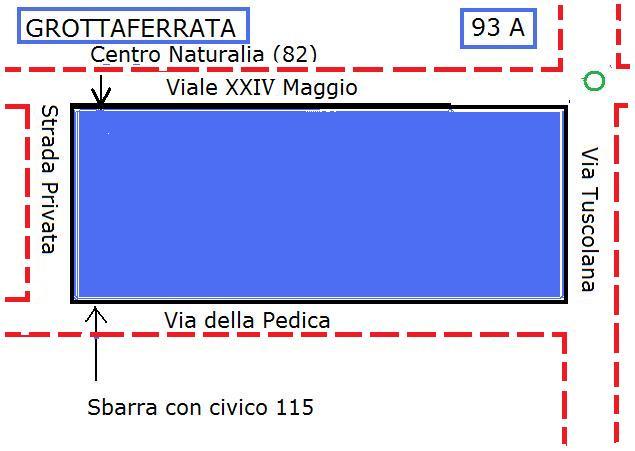 GROTTAFERRATA
93 A
Centro Naturalia (82)
Viale XXIV Maggio
Strada Privata
Via Tuscolana
Via della Pedica
Sbarra con civico 115